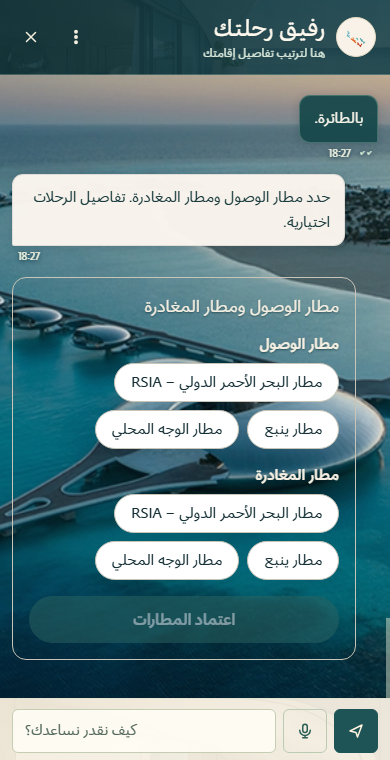 رفيق رحلتك
هنا لترتيب تفاصيل إقامتك
بالطائرة.
18:27
حدد مطار الوصول ومطار المغادرة. تفاصيل الرحلات
اختيارية.
18:27
مطار الوصول ومطار المغادرة
مطار الوصول
مطار البحر الأحمر الدولي – RSIA
مطار ينبع
مطار الوجه المحلي
مطار المغادرة
مطار البحر الأحمر الدولي – RSIA
مطار ينبع
مطار الوجه المحلي
اعتماد المطارات
كيف نقدر نساعدك؟